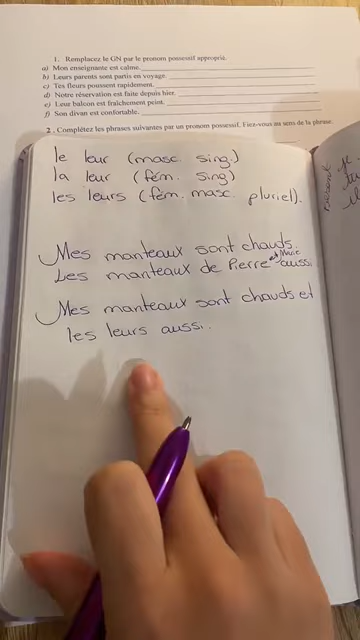 1. Remplacez le GN par le pronom possessif approprié.
a) Mon enseignante est calme.
b) Leurs parents sont partis en voyage.
c) Tes fleurs poussent rapidement.
d) Notre réservation est faite depuis hier.
e) Leur balcon est fraîchement peint.
f) Son divan est confortable.
2. Complétez les phrases suivantes par un pronom possessif. Fiez-vous au sens de la phrase.
le leur (masc. sing.)
la leur (fém. sing)
les leurs (fém. masc. pluriel).
Mes manteaux sont chauds.
Les manteaux de Pierre et Marie aussi.
Mes manteaux sont chauds et
les leurs aussi.